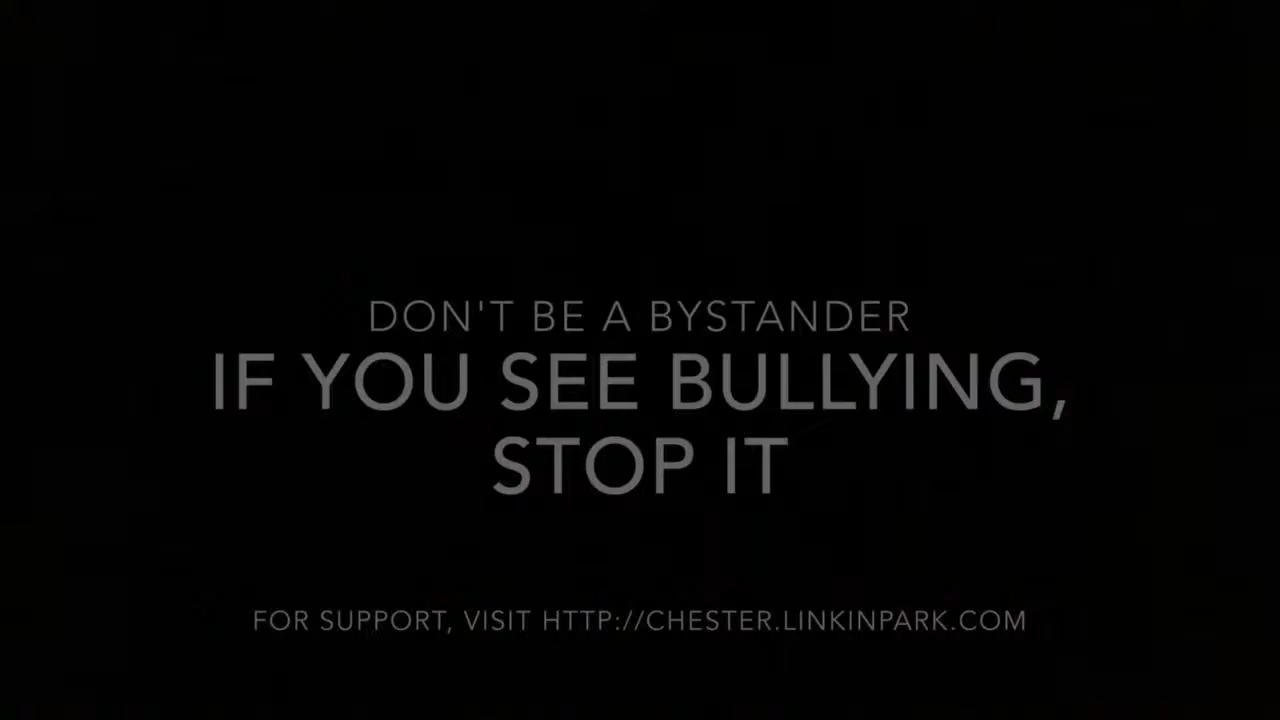 DON'T BE A BYSTANDER
IF YOU SEE BULLYING,
STOP IT
FOR SUPPORT, VISIT HTTP://CHESTER.LINKINPARK.COM